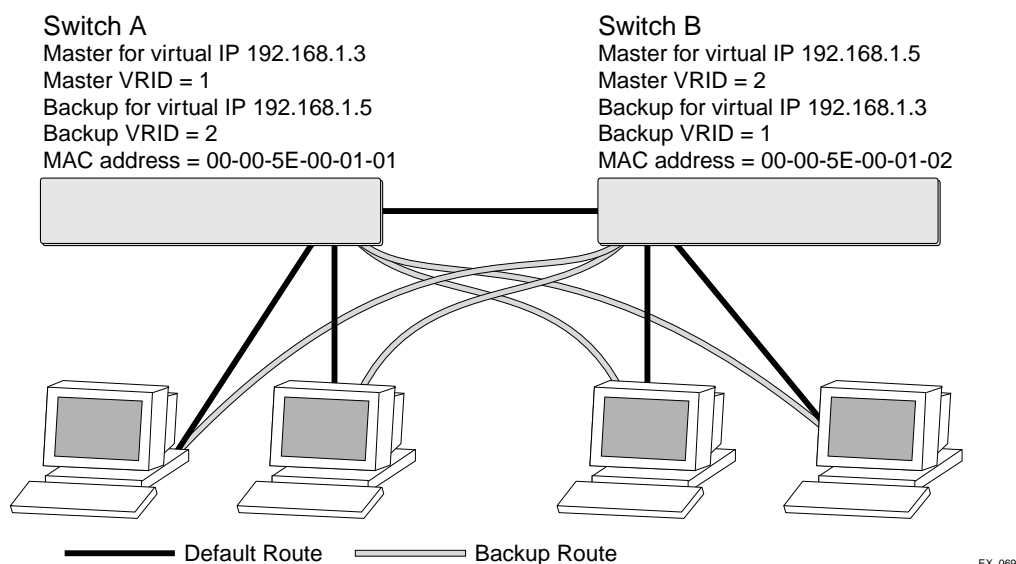 Switch A
Master for virtual IP 192.168.1.3
Master VRID = 1
Backup for virtual IP 192.168.1.5
Backup VRID = 2
MAC address = 00-00-5E-00-01-01
Switch B
Master for virtual IP 192.168.1.5
Master VRID = 2
Backup for virtual IP 192.168.1.3
Backup VRID = 1
MAC address = 00-00-5E-00-01-02
Default Route
Backup Route
EX_069